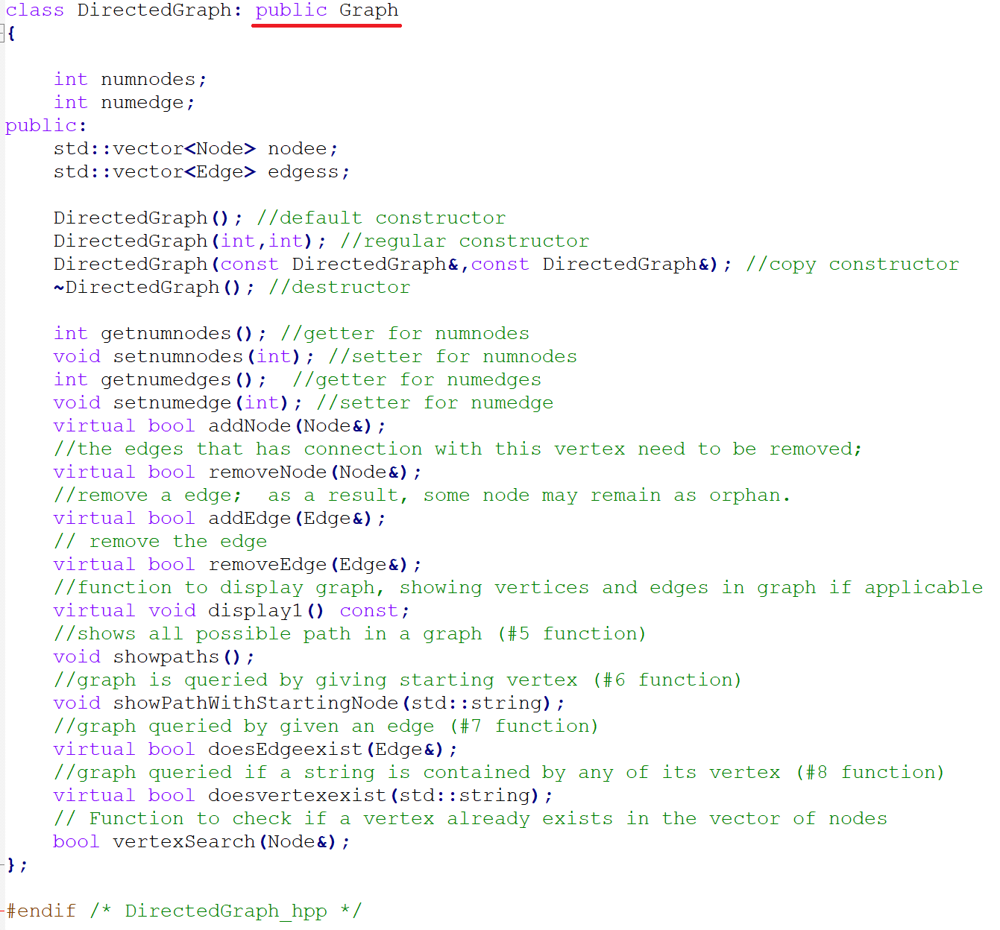 class DirectedGraph: public Graph
{
int numnodes;
int numedge;
public:
std::vector<Node> nodee;
std::vector<Edge> edgess;
DirectedGraph(); //default constructor
DirectedGraph(int,int); //regular constructor
DirectedGraph(const DirectedGraph&,const DirectedGraph&); //copy constructor
~DirectedGraph(); //destructor
int getnumnodes(); //getter for numnodes
void setnumnodes(int); //setter for numnodes
int getnumedges();  //getter for numedges
void setnumedge(int); //setter for numedge
virtual bool addNode(Node&);
//the edges that has connection with this vertex need to be removed;
virtual bool removeNode(Node&);
//remove a edge;  as a result, some node may remain as orphan.
virtual bool addEdge(Edge&);
// remove the edge
virtual bool removeEdge(Edge&);
//function to display graph, showing vertices and edges in graph if applicable
virtual void display1() const;
//shows all possible path in a graph (#5 function)
void showpaths();
//graph is queried by giving starting vertex (#6 function)
void showPathWithStartingNode(std::string);
//graph queried by given an edge (#7 function)
virtual bool doesEdgeexist(Edge&);
//graph queried if a string is contained by any of its vertex (#8 function)
virtual bool doesvertexexist(std::string);
// Function to check if a vertex already exists in the vector of nodes
bool vertexSearch(Node&);
};
#endif /* DirectedGraph_hpp */